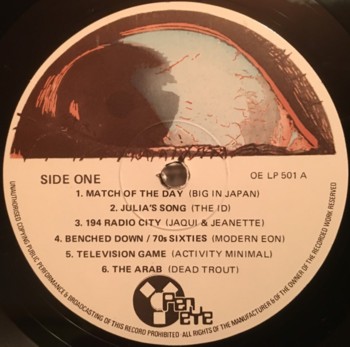 SIDE ONE
OE LP 501 A
1. MATCH OF THE DAY (BIG IN JAPAN)
2. JULIA'S SONG (THE ID)
3. 194 RADIO CITY (JAQUI & JEANETTE)
4. BENCHED DOWN / 70s SIXTIES (MODERN EON)
5. TELEVISION GAME (ACTIVITY MINIMAL)
6. THE ARAB (DEAD TROUT)
Open Eye
UNAUTHORISED COPYING PUBLIC PERFORMANCE & BROADCASTING OF THIS RECORD PROHIBITED ALL RIGHTS OF THE MANUFACTURER & OF THE OWNER OF THE RECORDED WORK RESERVED